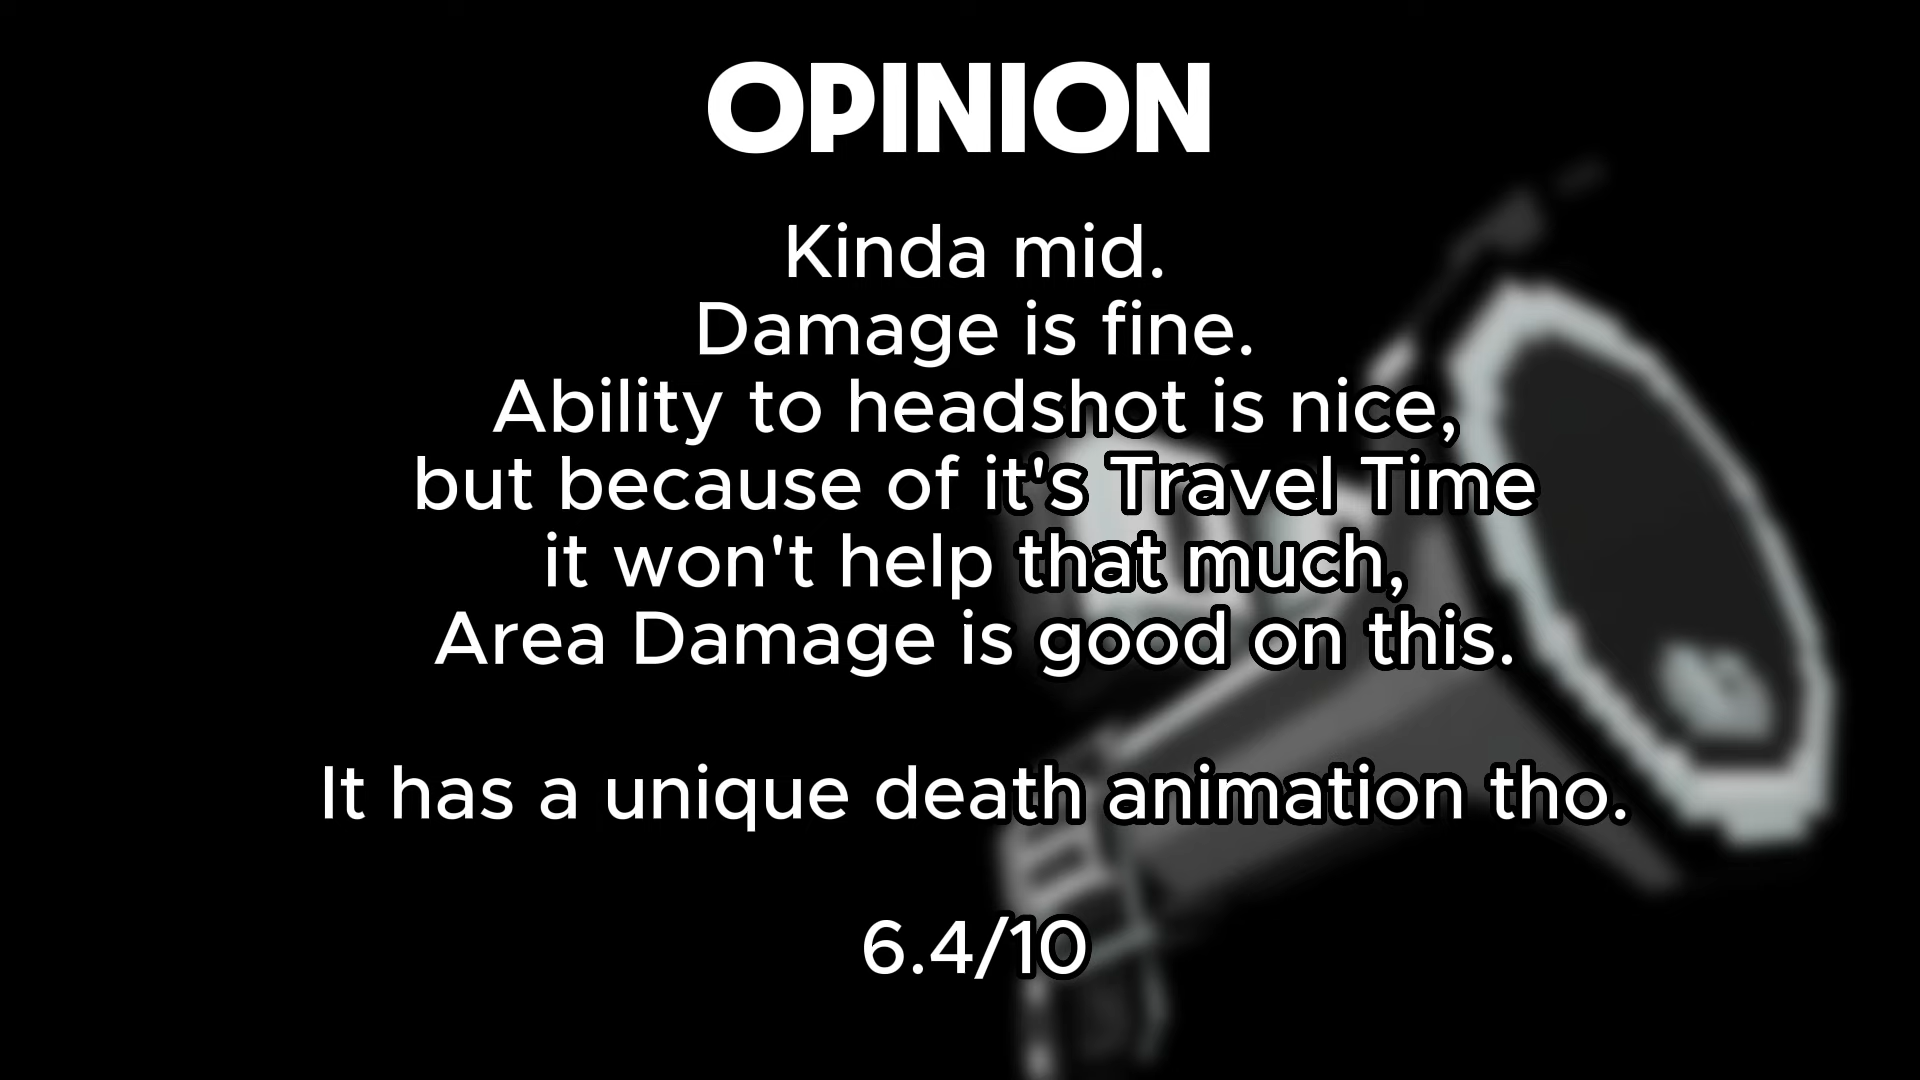 OPINION
Kinda mid.
Damage is fine.
Ability to headshot is nice,
but because of it's Travel Time
it won't help that much,
Area Damage is good on this.
It has a unique death animation tho.
6.4/10